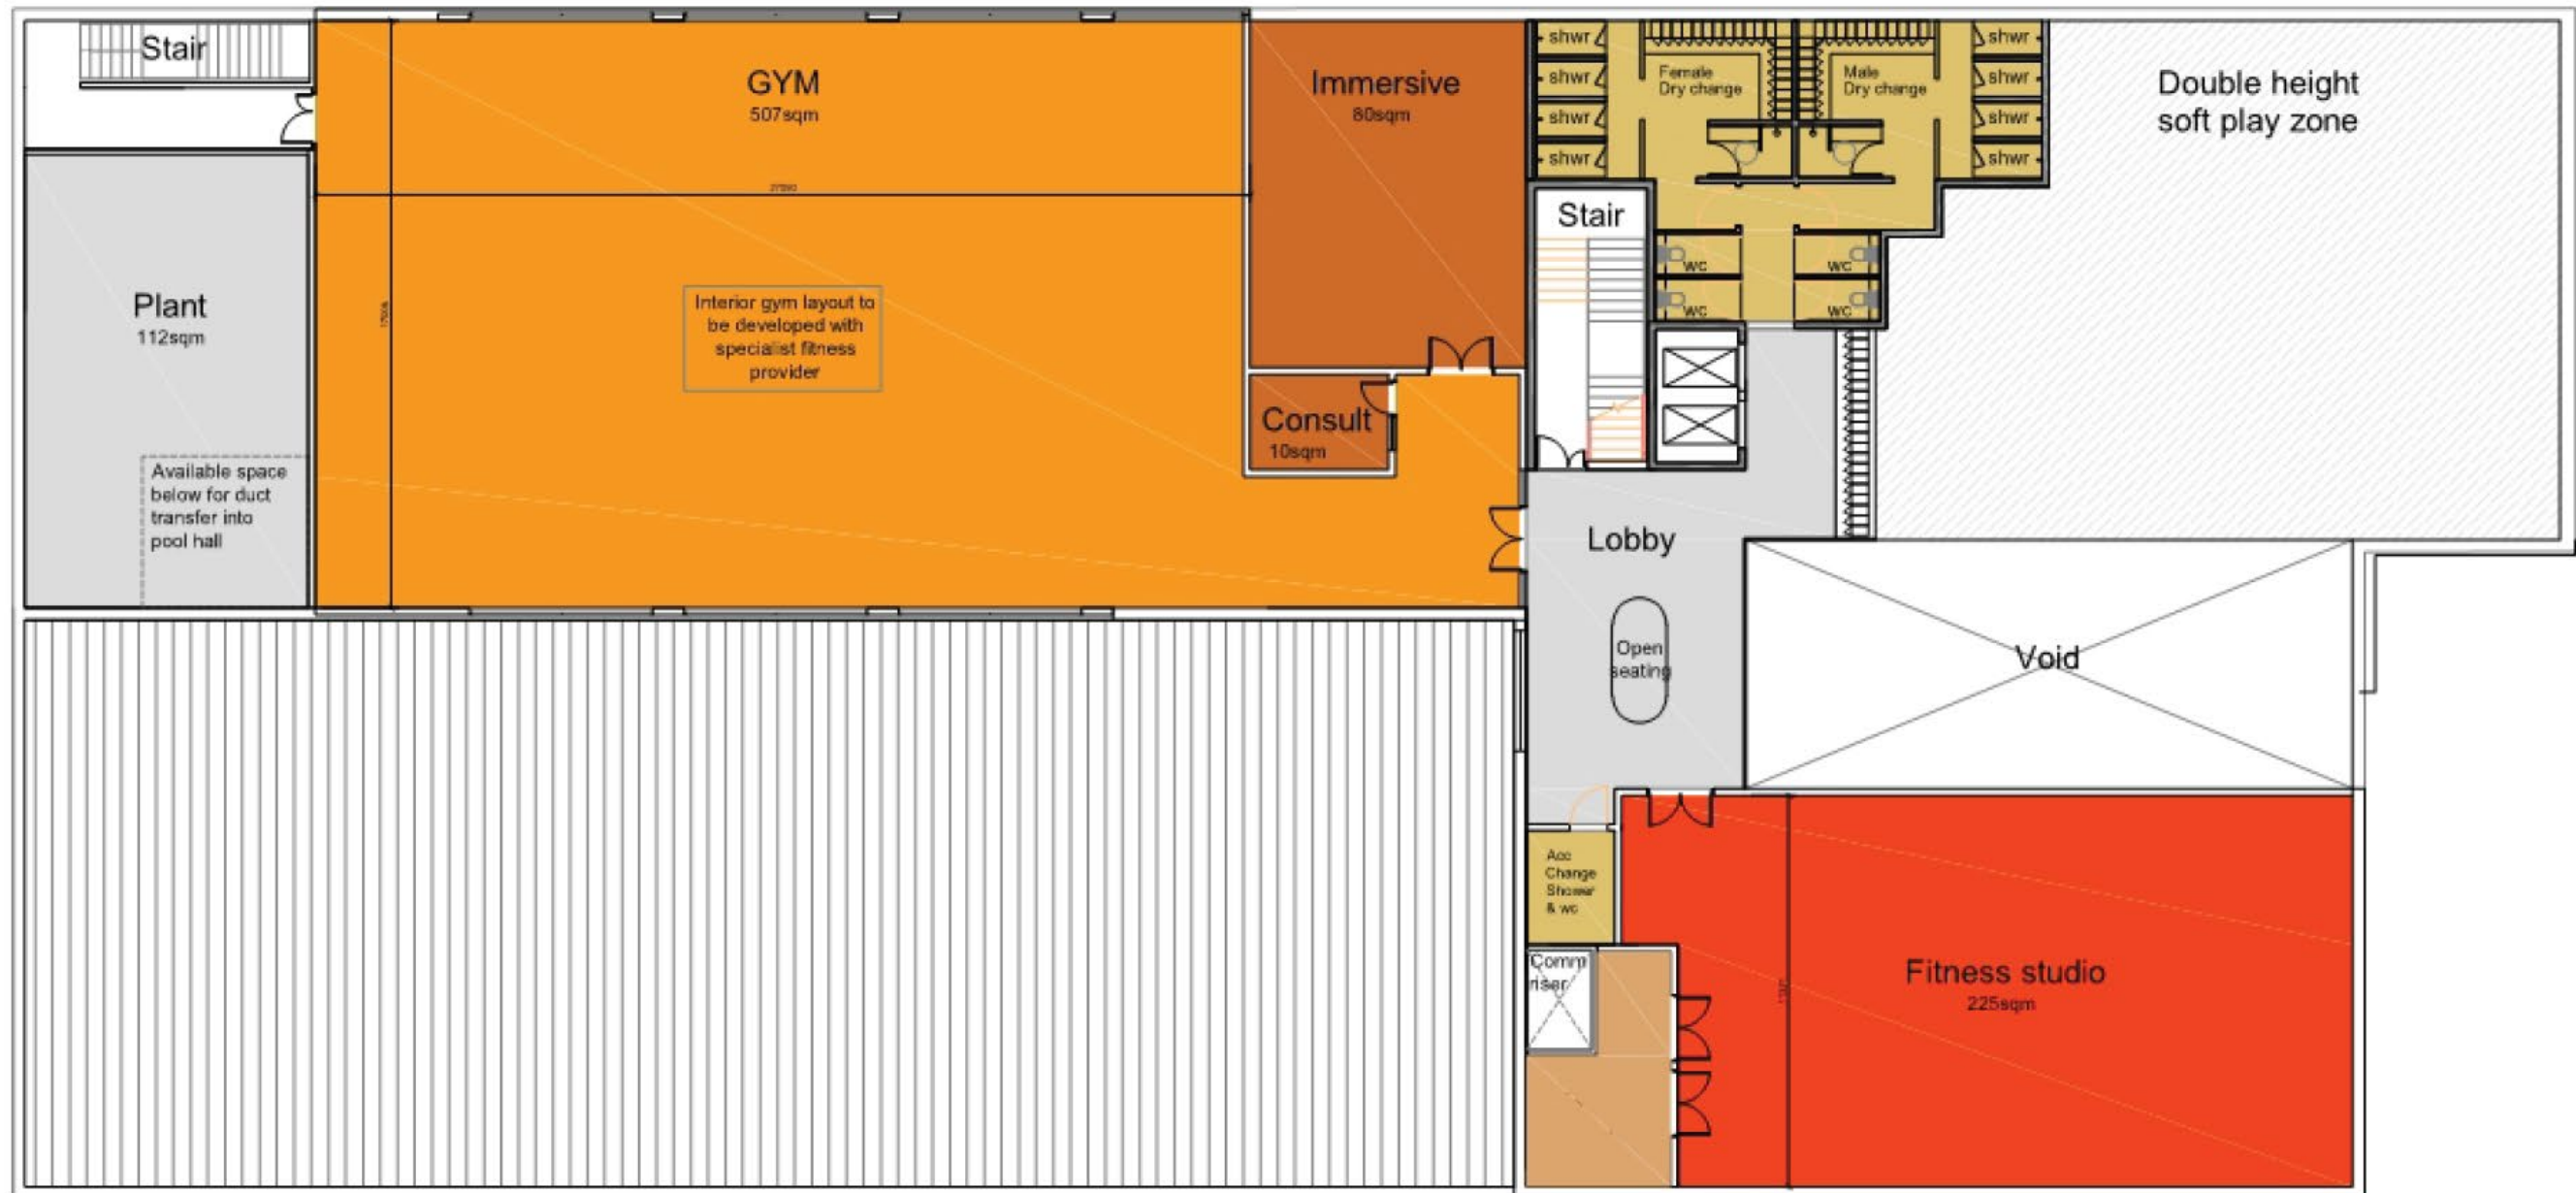 Stair
GYM
507sqm
Immersive
80sqm
shwr
shwr
shwr
shwr
Female
Dry change
Male
Dry change
shwr
shwr
shwr
shwr
Double height
soft play zone
Stair
wc
wc
wc
wc
Plant
112sqm
Interior gym layout to
be developed with
specialist fitness
provider
Consult
10sqm
Available space
below for duct
transfer into
pool hall
Lobby
Open
seating
Void
Acc
Change
Shower
& wc
Comm
riser
Fitness studio
225sqm